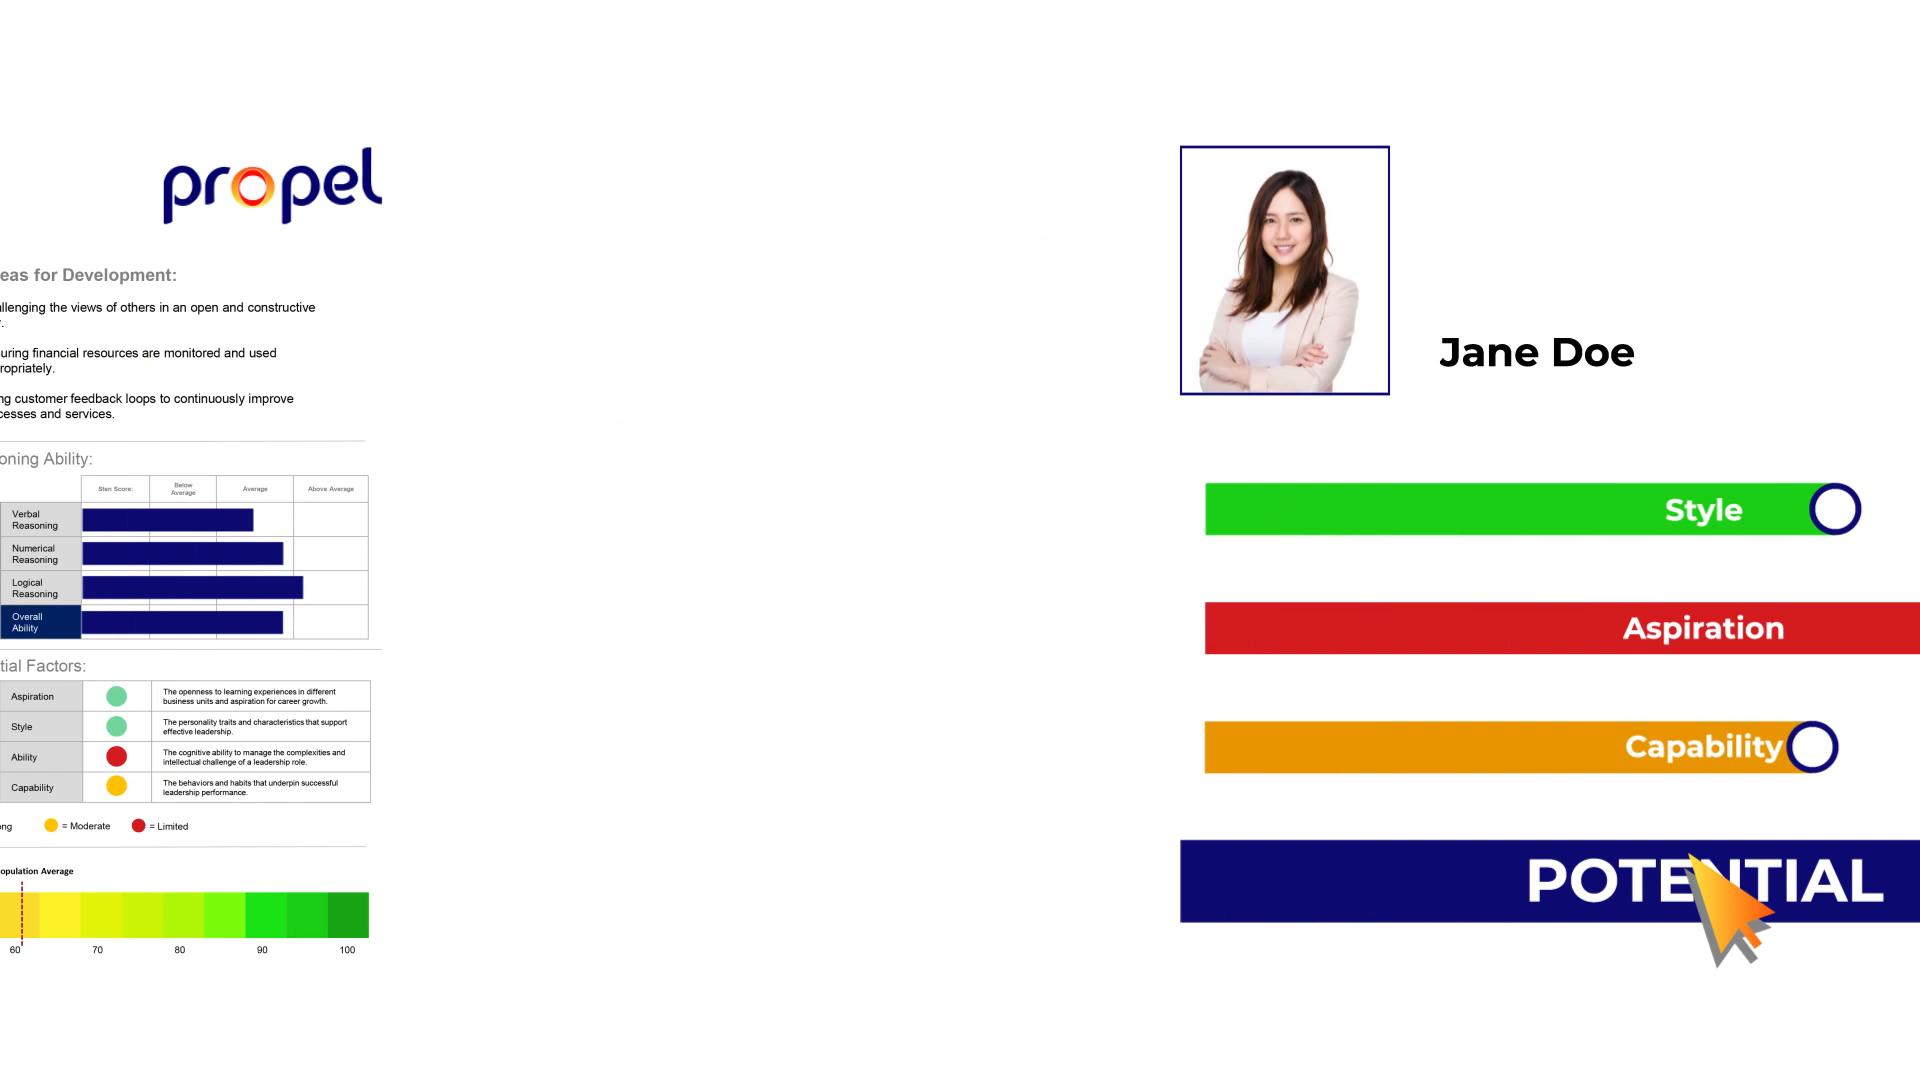 propel
eas for Development:
llenging the views of others in an open and constructive
.
uring financial resources are monitored and used
ropriately.
ng customer feedback loops to continuously improve
cesses and services.
oning Ability:
Sten Score: Below Average Average Above Average
Verbal
Reasoning
Numerical
Reasoning
Logical
Reasoning
Overall
Ability
tial Factors:
Aspiration
The openness to learning experiences in different
business units and aspiration for career growth.
Style
The personality traits and characteristics that support
effective leadership.
Ability
The cognitive ability to manage the complexities and
intellectual challenge of a leadership role.
Capability
The behaviors and habits that underpin successful
leadership performance.
ong = Moderate = Limited
opulation Average
60 70 80 90 100
Jane Doe
Style
Aspiration
Capability
POTENTIAL